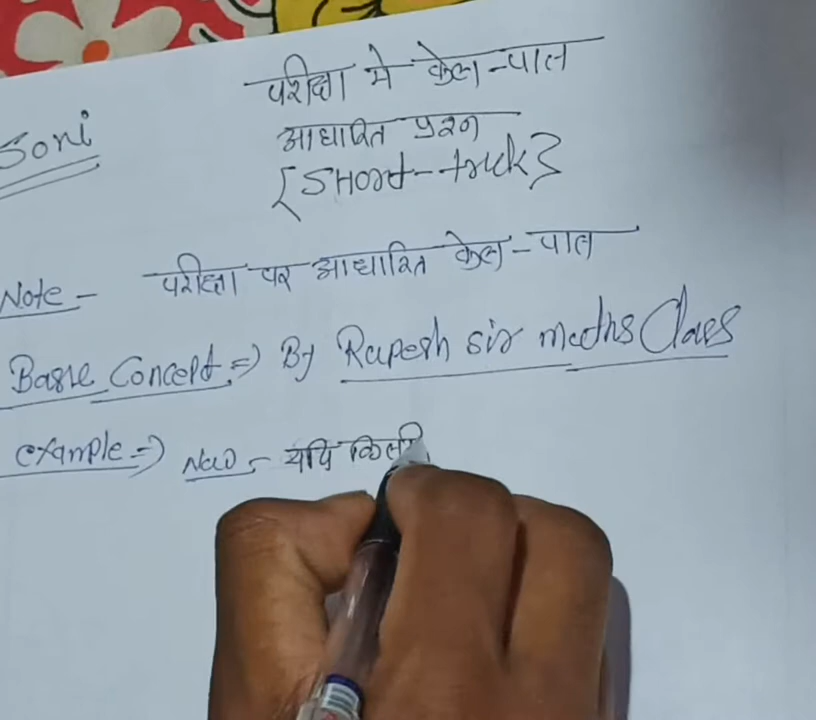 परीक्षा मे फेल-पास
आधारित प्रश्न
{SHort-trick}
Soni
Note- परीक्षा पर आधारित फेल-पास
Basic Concept.=) By Rupesh sir maths Class
example=) New- यदि किसी